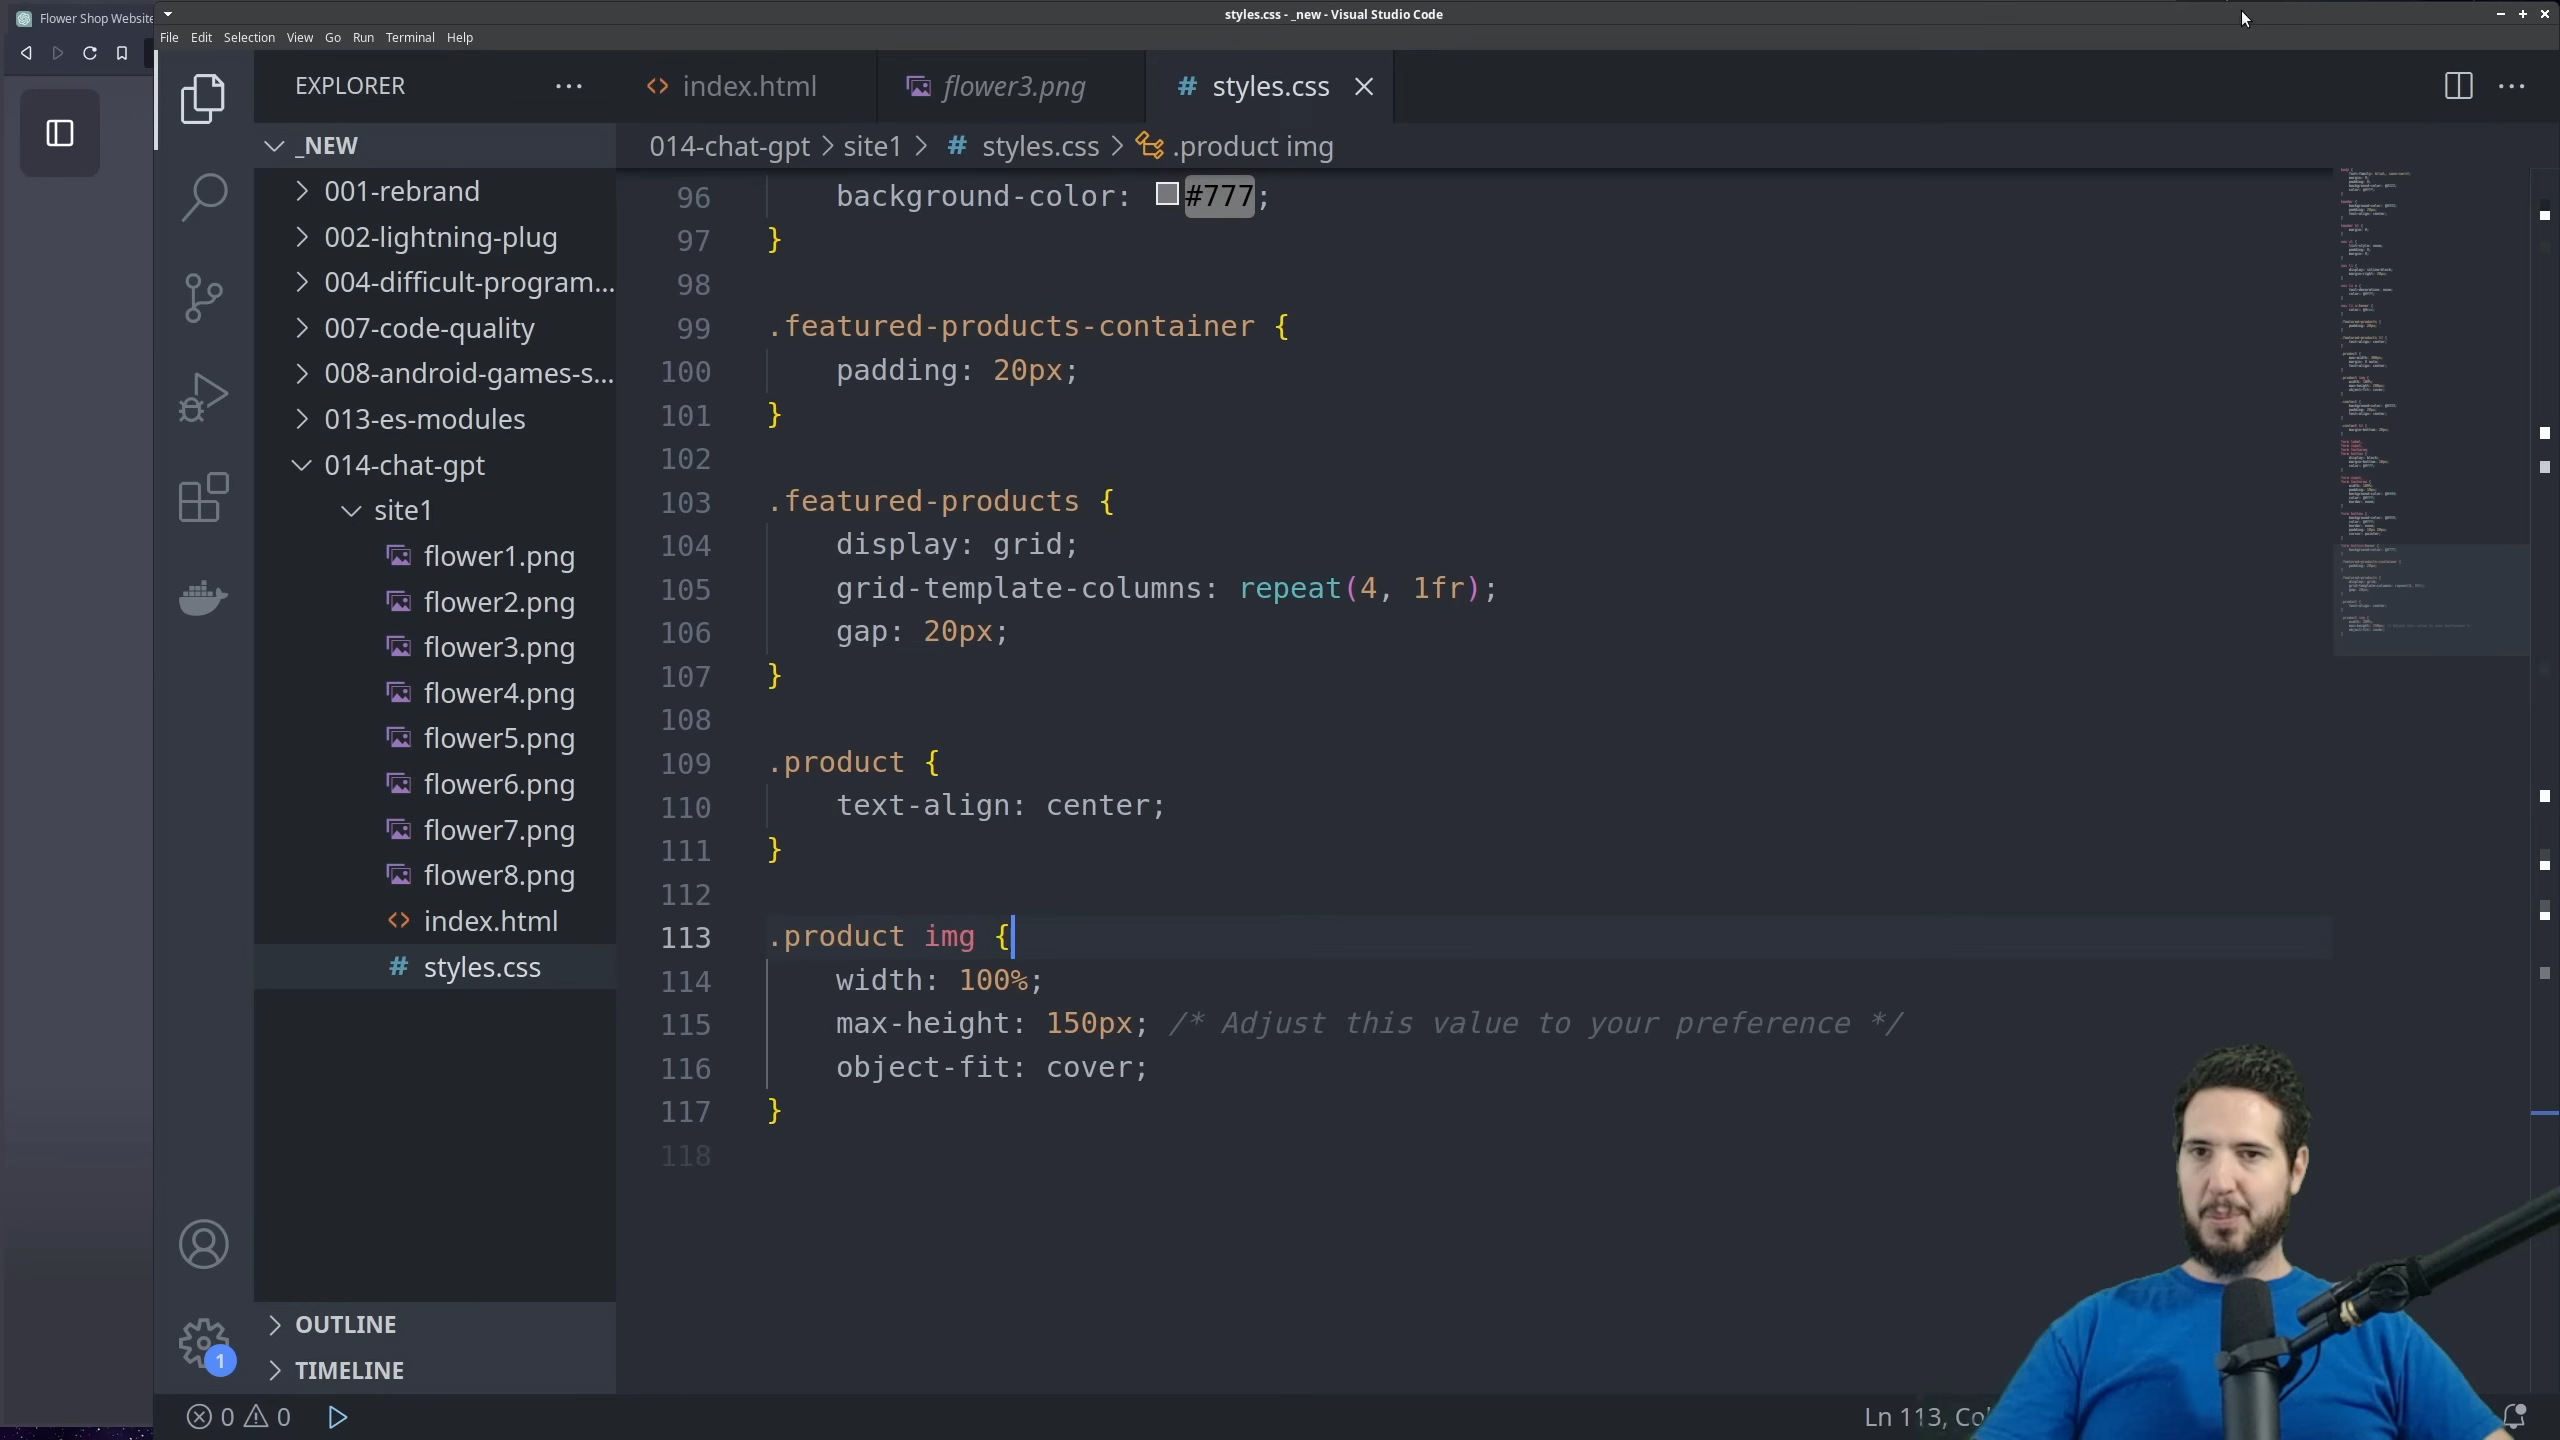 Flower Shop Website
styles.css - _new - Visual Studio Code
File Edit Selection View Go Run Terminal Help
EXPLORER
index.html
flower3.png
styles.css
_NEW
014-chat-gpt > site1 > # styles.css > .product img
001-rebrand
002-lightning-plug
004-difficult-program...
007-code-quality
008-android-games-s...
013-es-modules
014-chat-gpt
site1
flower1.png
flower2.png
flower3.png
flower4.png
flower5.png
flower6.png
flower7.png
flower8.png
index.html
# styles.css
OUTLINE
TIMELINE
96 background-color: #777;
97 }
98
99 .featured-products-container {
100 padding: 20px;
101 }
102
103 .featured-products {
104 display: grid;
105 grid-template-columns: repeat(4, 1fr);
106 gap: 20px;
107 }
108
109 .product {
110 text-align: center;
111 }
112
113 .product img {
114 width: 100%;
115 max-height: 150px; /* Adjust this value to your preference */
116 object-fit: cover;
117 }
118
1
0 0
Ln 113, Co